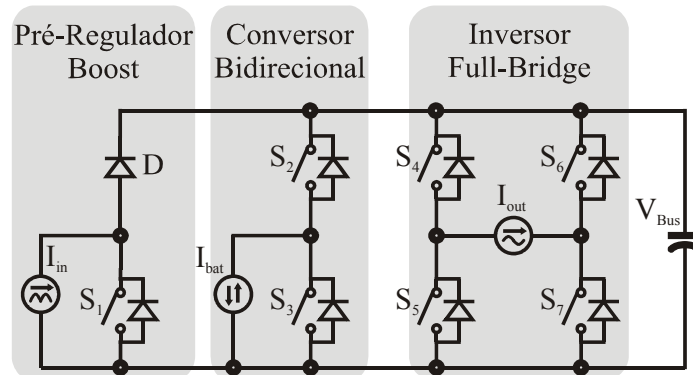 Pré-Regulador
Boost
Conversor
Bidirecional
Inversor
Full-Bridge
D
S2
S4
S6
Iout
VBus
Iin
Ibat
S1
S3
S5
S7